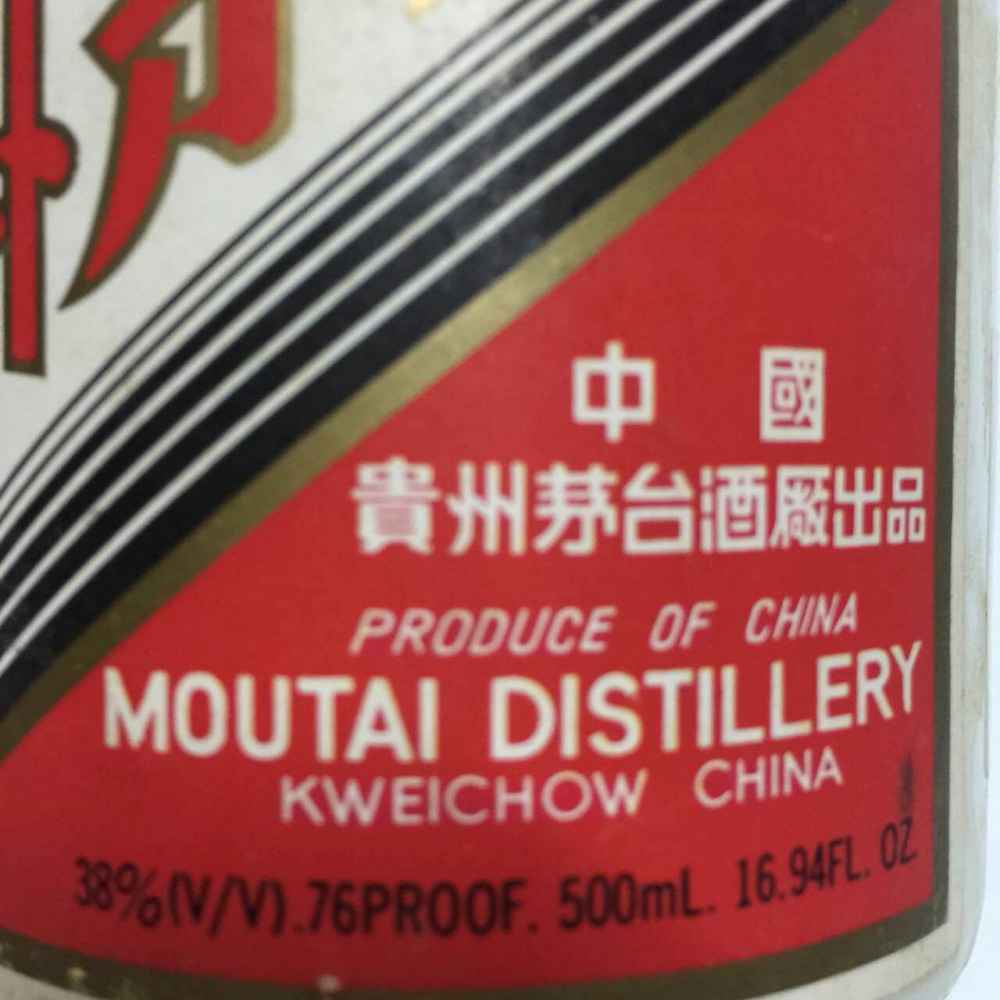 中 國
貴州茅台酒廠出品
PRODUCE OF CHINA
MOUTAI DISTILLERY
KWEICHOW CHINA
38%(V/V).76PROOF. 500mL. 16.94FL. OZ